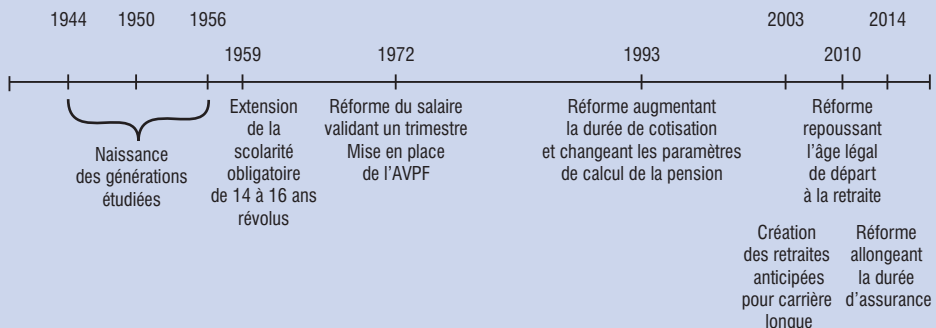 1944 1950 1956 2003 2014
1959 1972 1993 2010
Naissance
des générations
étudiées
Extension
de la
scolarité
obligatoire
de 14 à 16 ans
révolus
Réforme du salaire
validant un trimestre
Mise en place
de l’AVPF
Réforme augmentant
la durée de cotisation
et changeant les paramètres
de calcul de la pension
Réforme
repoussant
l’âge légal
de départ
à la retraite
Création
des retraites
anticipées
pour carrière
longue
Réforme
allongeant
la durée
d’assurance